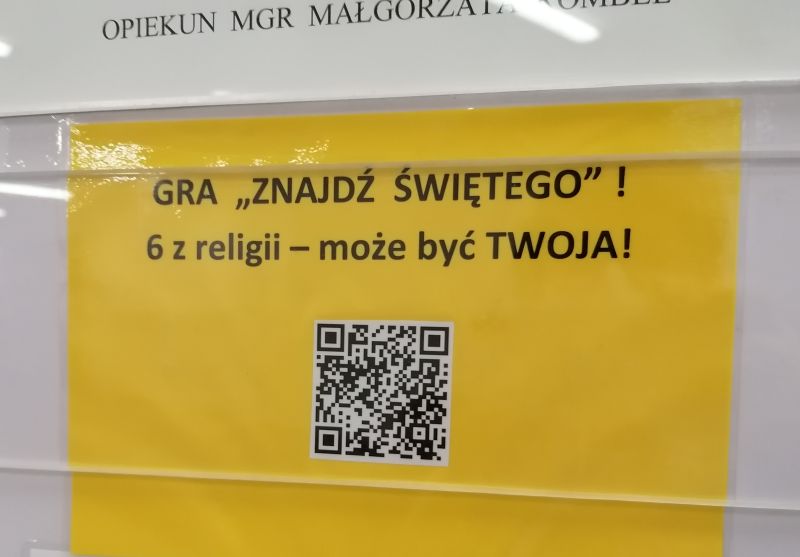 OPIEKUN MGR MAŁGORZATA
GRA „ZNAJDŹ ŚWIĘTEGO” !
6 z religii – może być TWOJA!